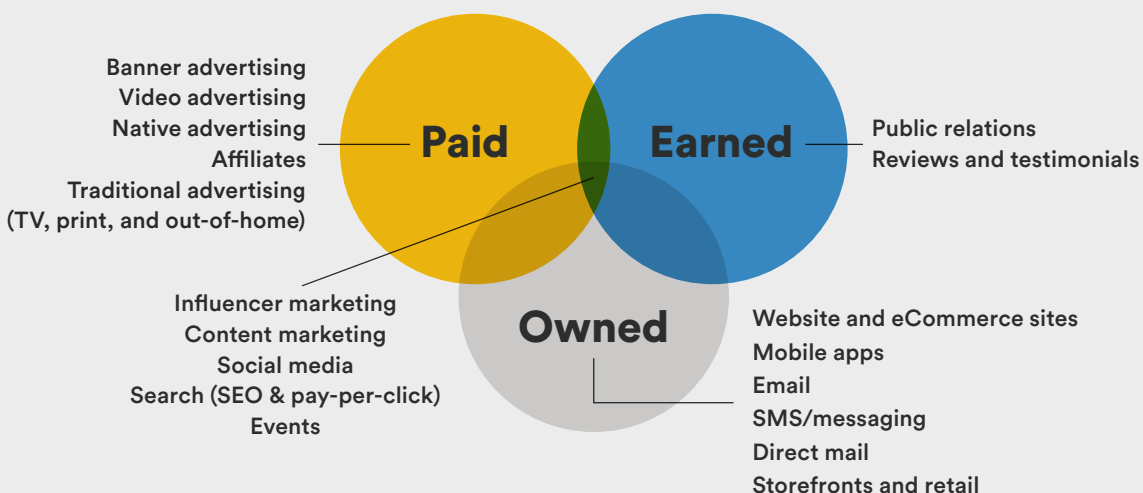 Banner advertising
Video advertising
Native advertising
Affiliates
Traditional advertising
(TV, print, and out-of-home)
Paid
Earned
Public relations
Reviews and testimonials
Influencer marketing
Content marketing
Social media
Search (SEO & pay-per-click)
Events
Owned
Website and eCommerce sites
Mobile apps
Email
SMS/messaging
Direct mail
Storefronts and retail